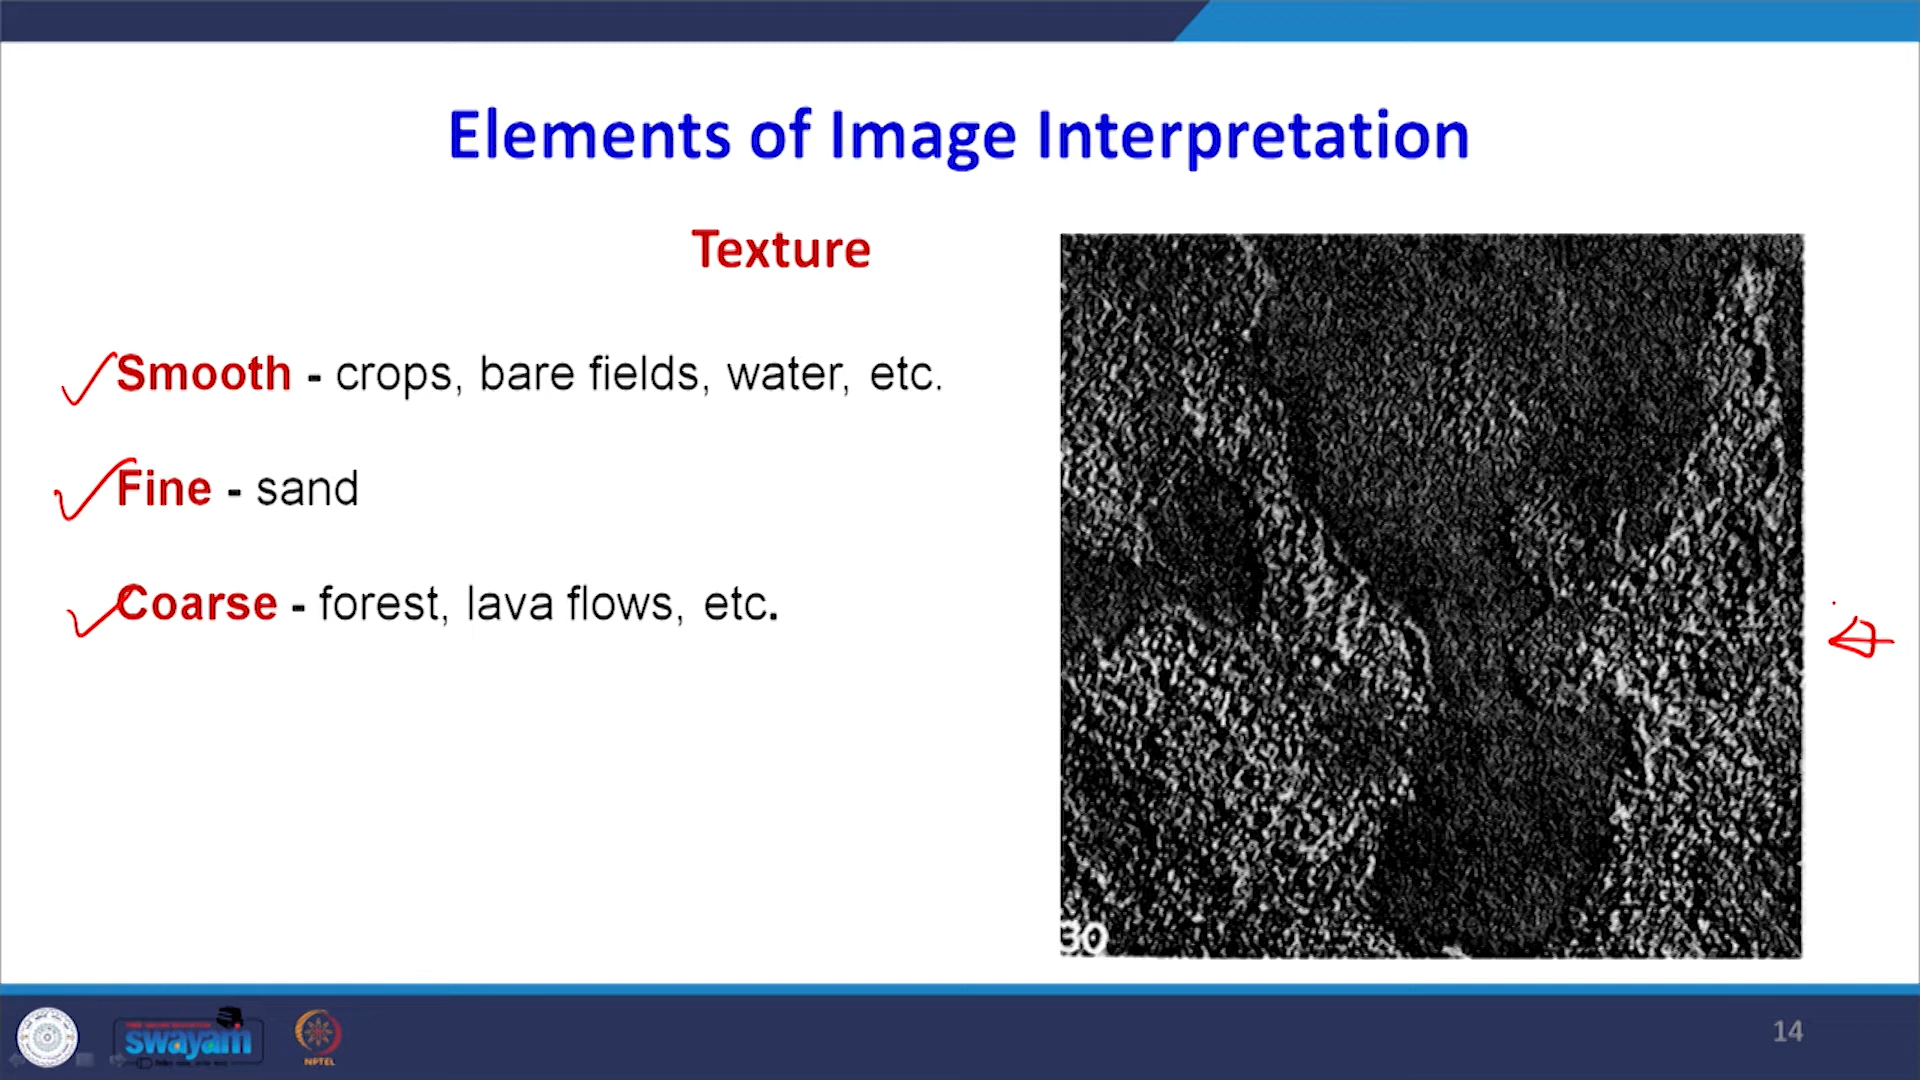 Elements of Image Interpretation
Texture
Smooth - crops, bare fields, water, etc.
Fine - sand
Coarse - forest, lava flows, etc.
30
swayam
NPTEL
14